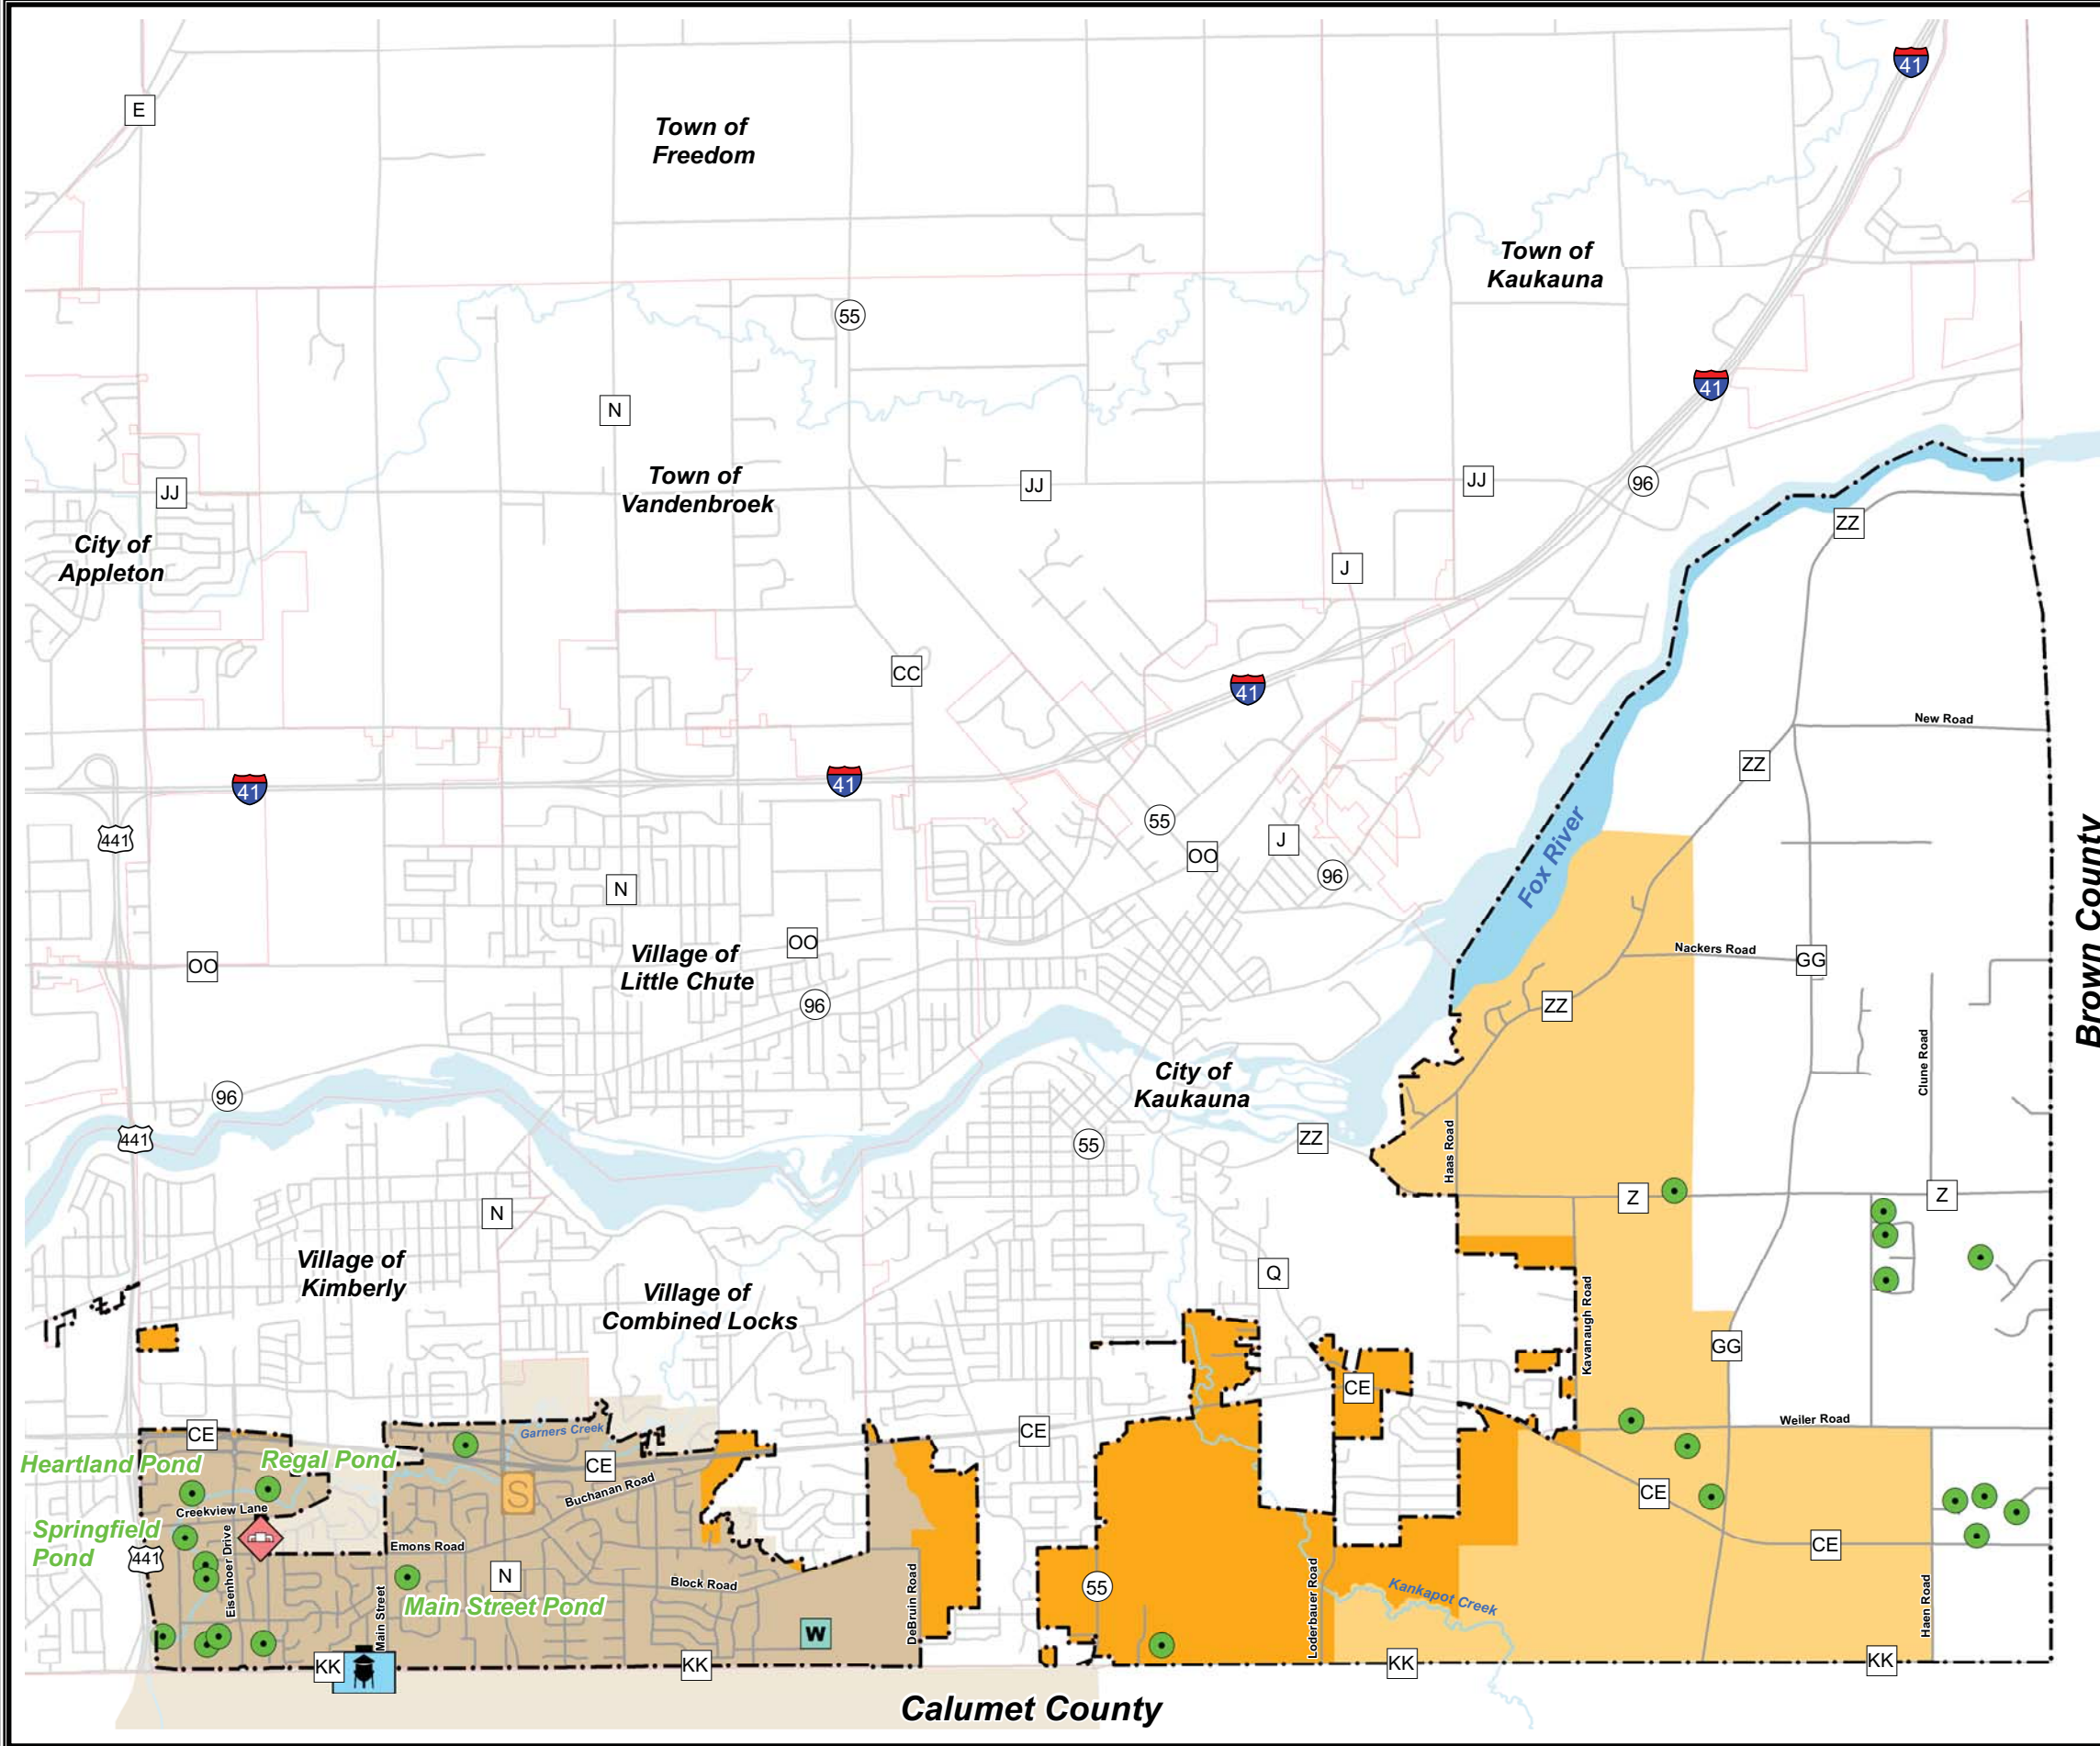 41
E
Town of
Freedom
Town of
Kaukauna
55
41
N
Town of
Vandenbroek
JJ
JJ
JJ
96
ZZ
City of
Appleton
J
CC
41
New Road
ZZ
41
41
55
441
J
OO
96
Fox River
N
Brown County
OO
Village of
Little Chute
Nackers Road
GG
OO
96
ZZ
Clune Road
City of
Kaukauna
96
441
55
ZZ
Haas Road
Z
Z
N
Village of
Kimberly
Q
Village of
Combined Locks
Kavanaugh Road
GG
CE
Weiler Road
CE
Garners Creek
CE
CE
Heartland Pond
Regal Pond
S
Buchanan Road
CE
Creekview Lane
Springfield
Pond
441
Eisenhoer Drive
Emons Road
CE
N
Block Road
55
Main Street Pond
Main Street
DeBruin Road
Loderbauer Road
Kankapot Creek
Haen Road
W
KK
KK
KK
KK
Calumet County